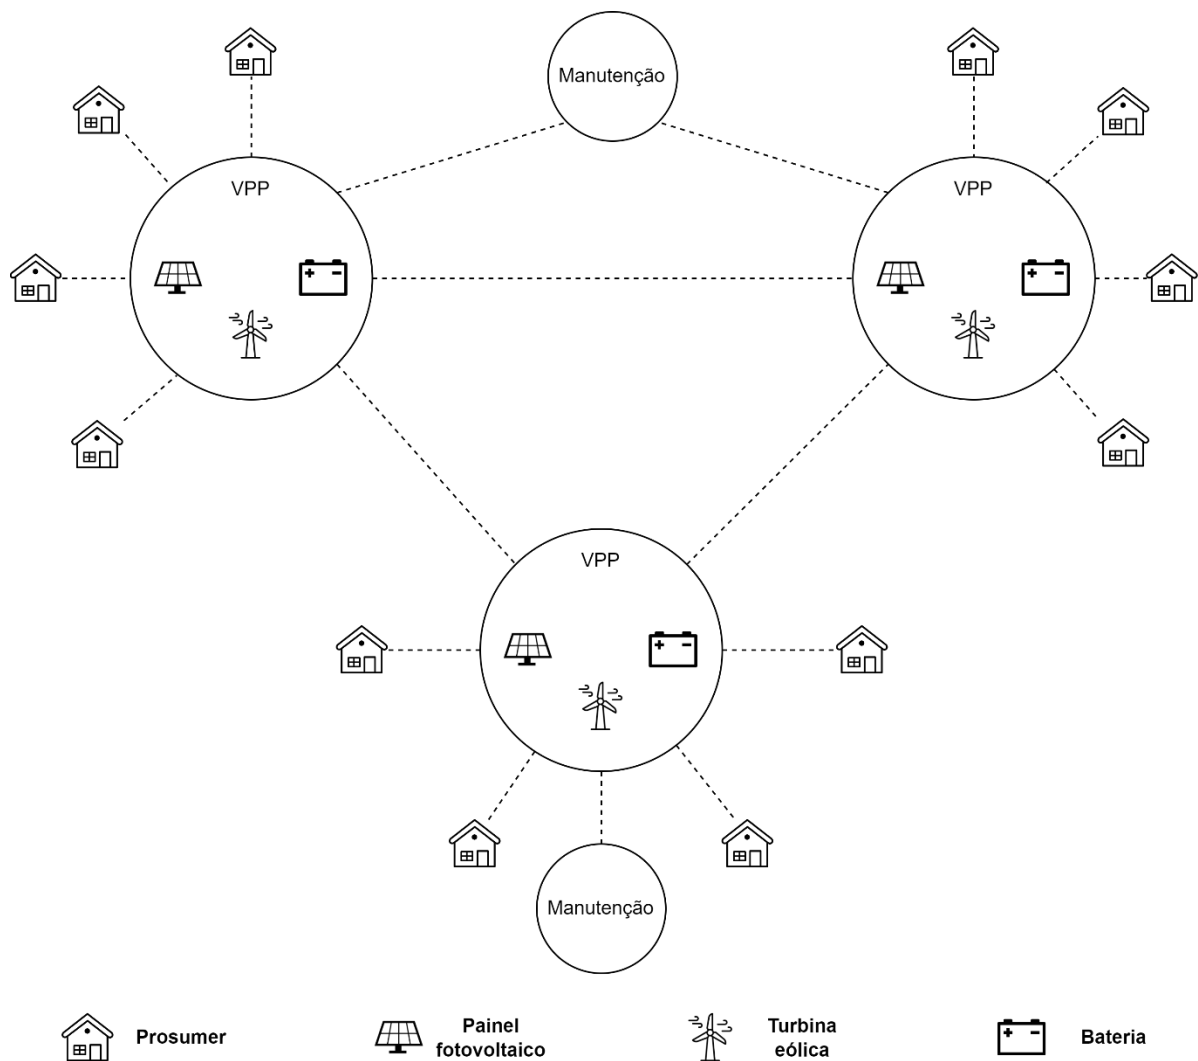 Manutenção
VPP
VPP
VPP
Manutenção
Prosumer
Painel
fotovoltaico
Turbina
eólica
Bateria